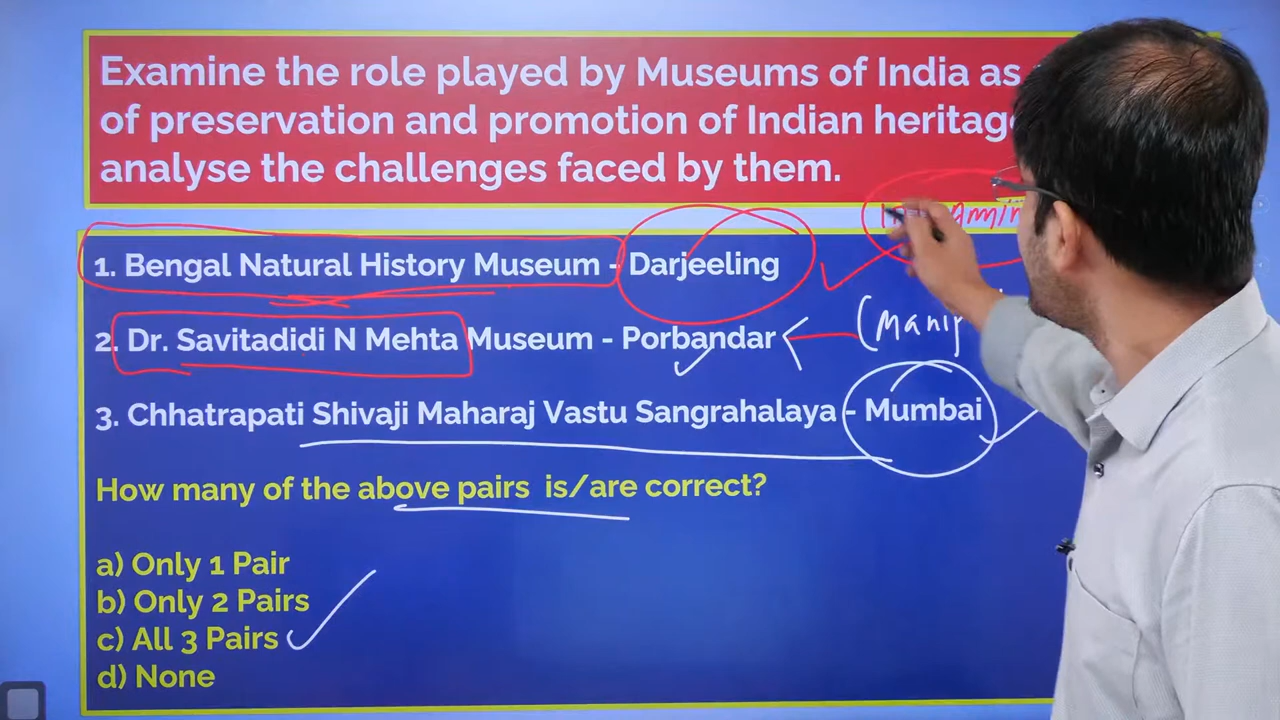 Examine the role played by Museums of India as
of preservation and promotion of Indian heritage
analyse the challenges faced by them.
1. Bengal Natural History Museum - Darjeeling
2. Dr. Savitadidi N Mehta Museum - Porbandar
(Manip
3. Chhatrapati Shivaji Maharaj Vastu Sangrahalaya - Mumbai
How many of the above pairs is/are correct?
a) Only 1 Pair
b) Only 2 Pairs
c) All 3 Pairs
d) None